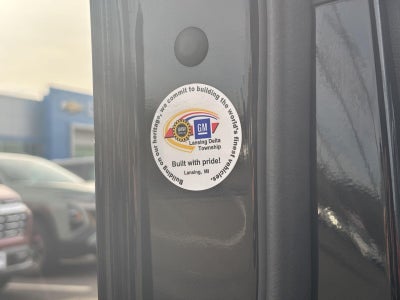 Building on our heritage, we commit to building the world's finest vehicles.
GM
Lansing Delta
Township
Built with pride!
Lansing, MI